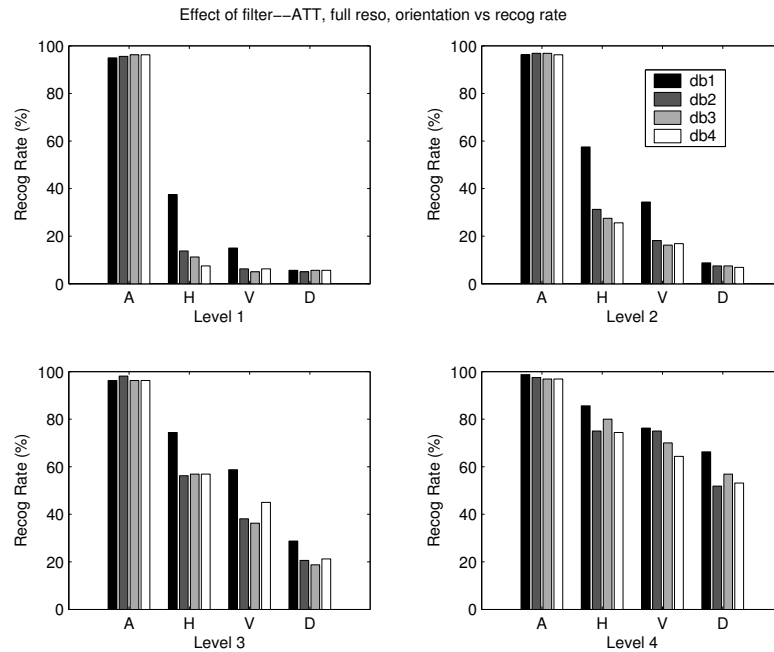 Effect of filter−−ATT, full reso, orientation vs recog rate
100
80
60
40
20
0
Recog Rate (%)
A H V D
Level 1
100
80
60
40
20
0
Recog Rate (%)
db1
db2
db3
db4
A H V D
Level 2
100
80
60
40
20
0
Recog Rate (%)
A H V D
Level 3
100
80
60
40
20
0
Recog Rate (%)
A H V D
Level 4